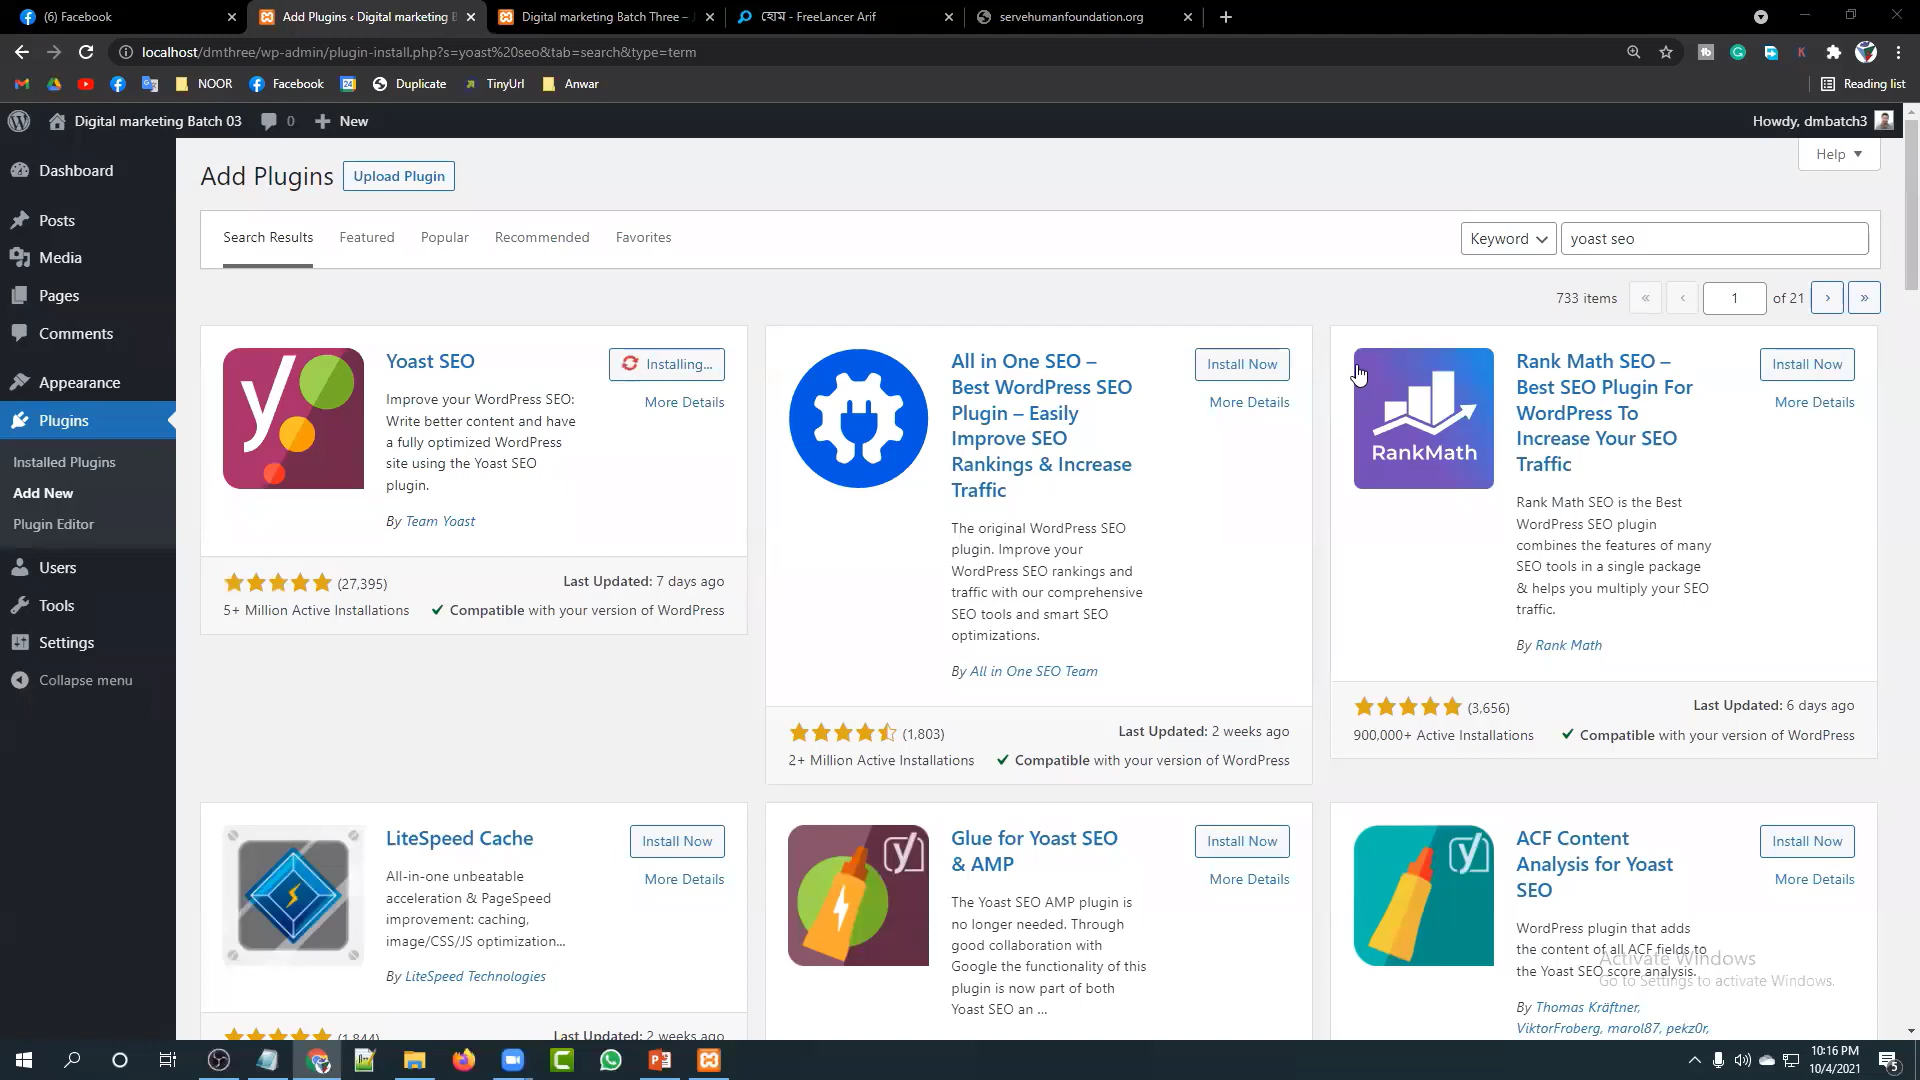 (6) Facebook
Add Plugins ‹ Digital marketing B
Digital marketing Batch Three –
হোম - FreeLancer Arif
servehumanfoundation.org
localhost/dmthree/wp-admin/plugin-install.php?s=yoast%20seo&tab=search&type=term
NOOR
Facebook
Duplicate
TinyUrl
Anwar
Reading list
Digital marketing Batch 03
0
New
Howdy, dmbatch3
Dashboard
Posts
Media
Pages
Comments
Appearance
Plugins
Installed Plugins
Add New
Plugin Editor
Users
Tools
Settings
Collapse menu
Help
Add Plugins
Upload Plugin
Search Results
Featured
Popular
Recommended
Favorites
Keyword
yoast seo
733 items
«
‹
1
of 21
›
»
Yoast SEO
Installing...
More Details
Improve your WordPress SEO:
Write better content and have
a fully optimized WordPress
site using the Yoast SEO
plugin.
By Team Yoast
(27,395)
Last Updated: 7 days ago
5+ Million Active Installations
Compatible with your version of WordPress
All in One SEO –
Best WordPress SEO
Plugin – Easily
Improve SEO
Rankings & Increase
Traffic
Install Now
More Details
The original WordPress SEO
plugin. Improve your
WordPress SEO rankings and
traffic with our comprehensive
SEO tools and smart SEO
optimizations.
By All in One SEO Team
(1,803)
Last Updated: 2 weeks ago
2+ Million Active Installations
Compatible with your version of WordPress
RankMath
Rank Math SEO –
Best SEO Plugin For
WordPress To
Increase Your SEO
Traffic
Install Now
More Details
Rank Math SEO is the Best
WordPress SEO plugin
combines the features of many
SEO tools in a single package
& helps you multiply your SEO
traffic.
By Rank Math
(3,656)
Last Updated: 6 days ago
900,000+ Active Installations
Compatible with your version of WordPress
LiteSpeed Cache
Install Now
More Details
All-in-one unbeatable
acceleration & PageSpeed
improvement: caching,
image/CSS/JS optimization...
By LiteSpeed Technologies
(1,844)
Last Updated: 2 weeks ago
Glue for Yoast SEO
& AMP
Install Now
More Details
The Yoast SEO AMP plugin is
no longer needed. Through
good collaboration with
Google the functionality of this
plugin is now part of both
Yoast SEO an ...
ACF Content
Analysis for Yoast
SEO
Install Now
More Details
WordPress plugin that adds
the content of all ACF fields to
the Yoast SEO score analysis.
By Thomas Kräftner,
ViktorFroberg, marol87, pekz0r,
Activate Windows
Go to Settings to activate Windows.
10:16 PM
10/4/2021
5